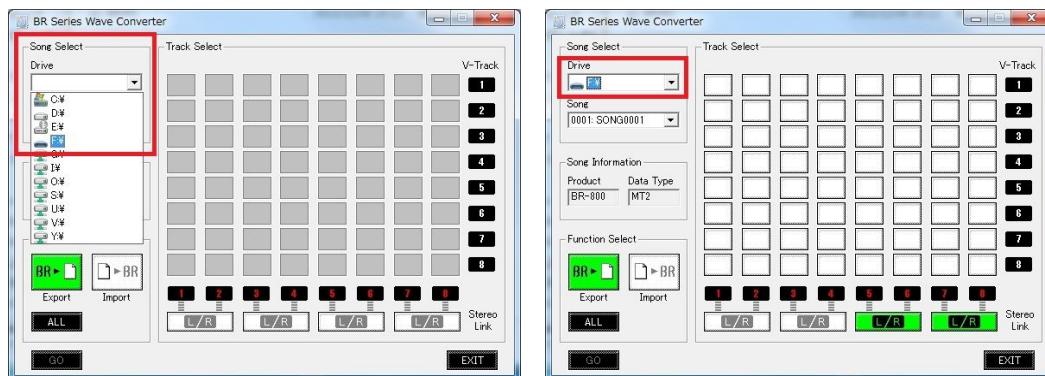 BR Series Wave Converter
Song Select
Drive
C:¥
D:¥
E:¥
F:¥
G:¥
I:¥
O:¥
S:¥
U:¥
V:¥
Y:¥
BR
BR
Export Import
ALL
GO
Track Select
V-Track
1
2
3
4
5
6
7
8
1 2 3 4 5 6 7 8
L/R L/R L/R L/R
Stereo
Link
EXIT
BR Series Wave Converter
Song Select
Drive
F:¥
Song
0001: SONG0001
Song Information
Product Data Type
BR-800 MT2
Function Select
BR
BR
Export Import
ALL
GO
Track Select
V-Track
1
2
3
4
5
6
7
8
1 2 3 4 5 6 7 8
L/R L/R L/R L/R
Stereo
Link
EXIT